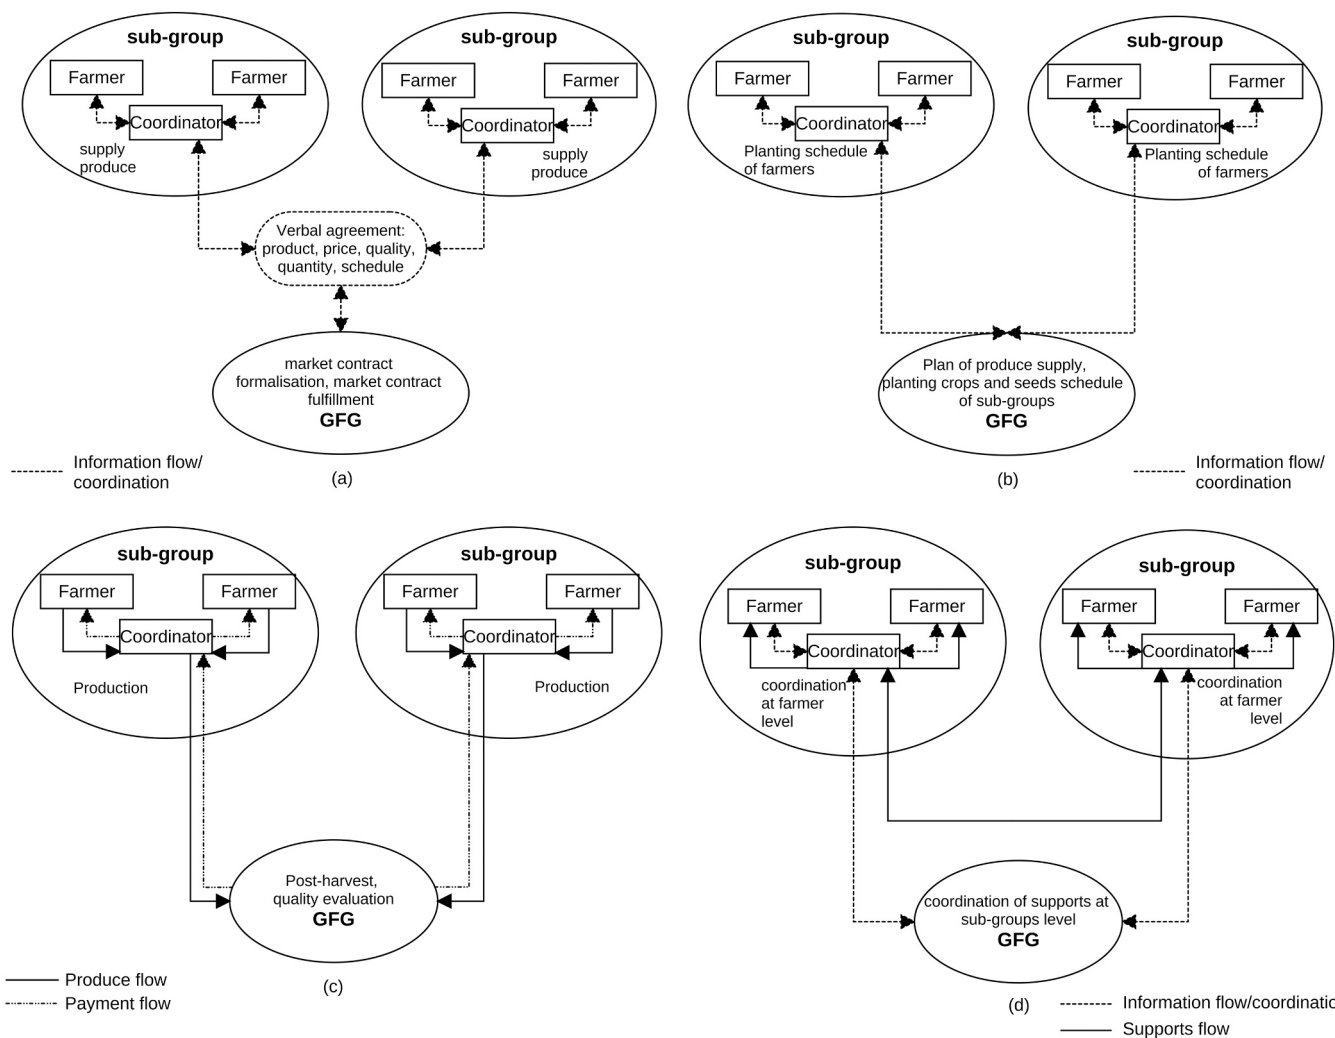 sub-group
Farmer
Farmer
Coordinator
supply
produce
sub-group
Farmer
Farmer
Coordinator
supply
produce
Verbal agreement:
product, price, quality,
quantity, schedule
market contract
formalisation, market contract
fulfillment
GFG
Information flow/
coordination
(a)
sub-group
Farmer
Farmer
Coordinator
Planting schedule
of farmers
sub-group
Farmer
Farmer
Coordinator
Planting schedule
of farmers
Plan of produce supply,
planting crops and seeds schedule
of sub-groups
GFG
(b)
Information flow/
coordination
sub-group
Farmer
Farmer
Coordinator
Production
sub-group
Farmer
Farmer
Coordinator
Production
Post-harvest,
quality evaluation
GFG
Produce flow
Payment flow
(c)
sub-group
Farmer
Farmer
Coordinator
coordination
at farmer
level
sub-group
Farmer
Farmer
Coordinator
coordination
at farmer
level
coordination of supports at
sub-groups level
GFG
(d)
Information flow/coordinatio
Supports flow